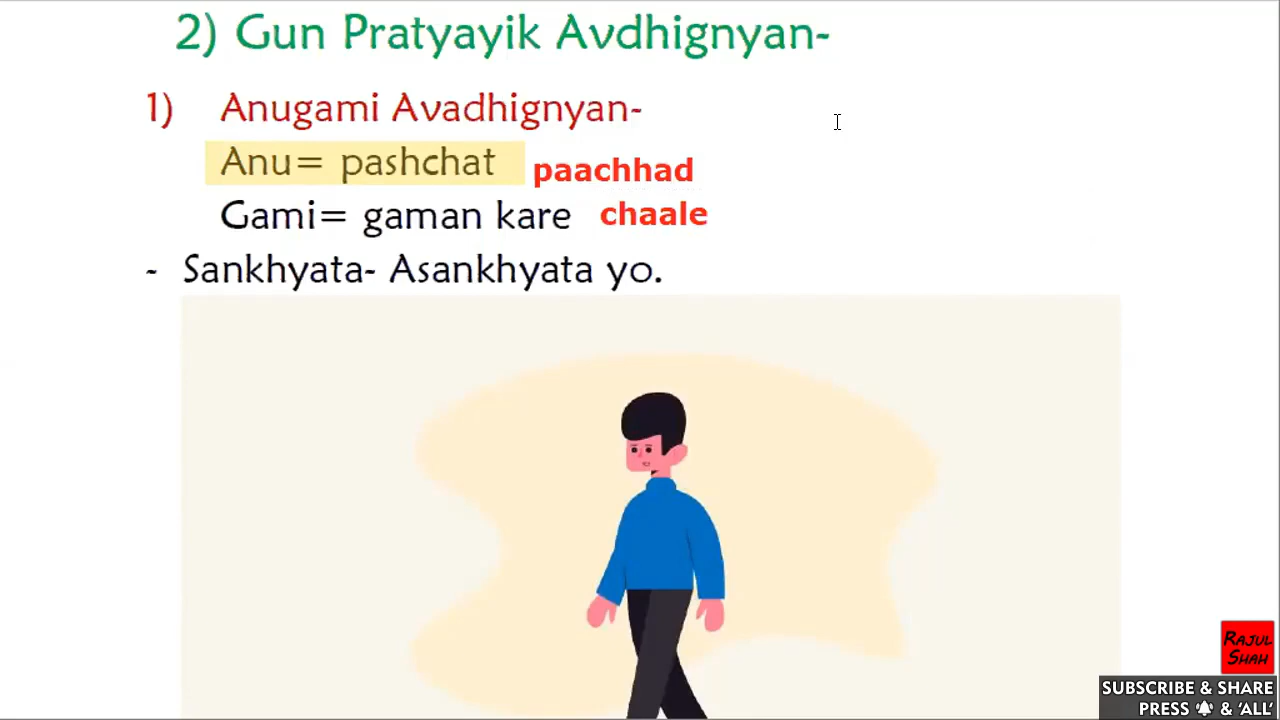 2) Gun Pratyayik Avdhignyan-
1) Anugami Avadhignyan-
Anu= pashchat paachhad
Gami= gaman kare chaale
- Sankhyata- Asankhyata yo.
RAJUL
SHAH
SUBSCRIBE & SHARE
PRESS 🔔 & 'ALL'